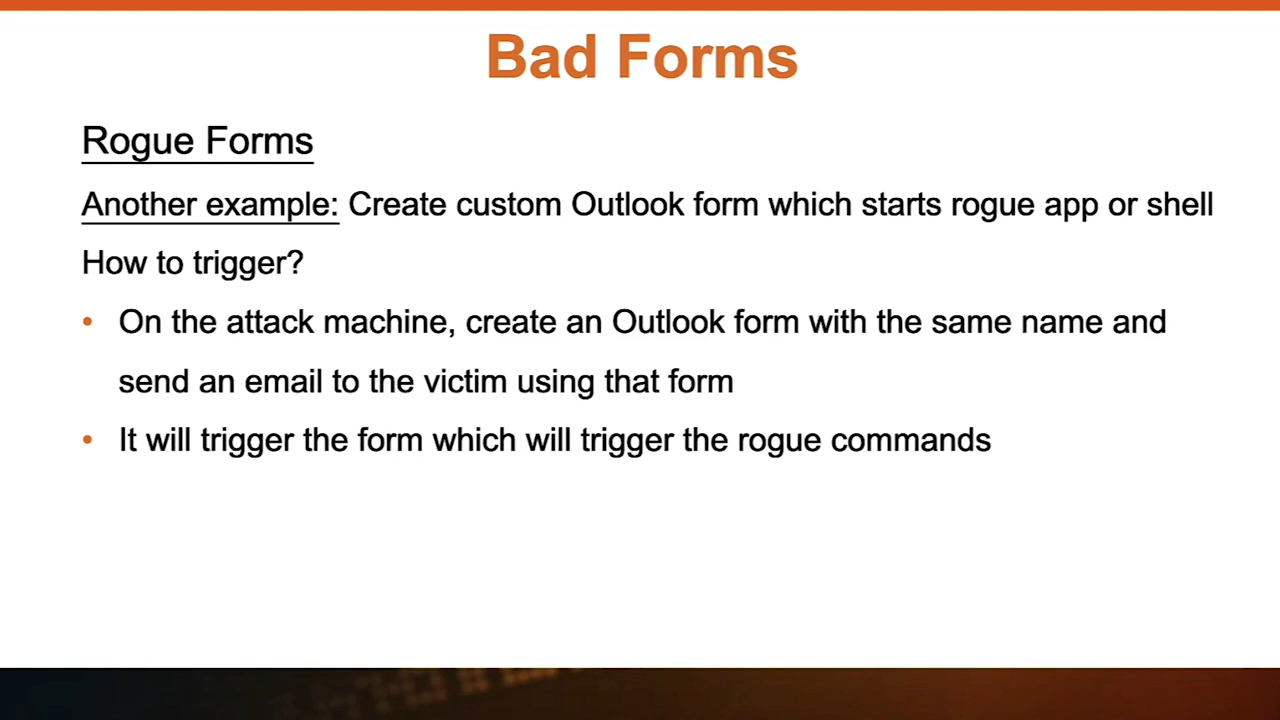 Bad Forms
Rogue Forms
Another example: Create custom Outlook form which starts rogue app or shell
How to trigger?
• On the attack machine, create an Outlook form with the same name and
send an email to the victim using that form
• It will trigger the form which will trigger the rogue commands